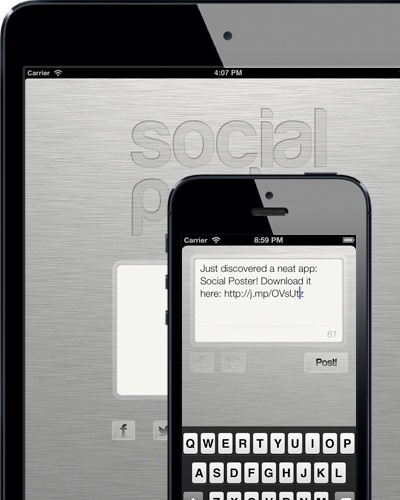 Carrier 4:07 PM
social
Carrier 8:59 PM
Just discovered a neat app:
Social Poster! Download it
here: http://j.mp/OVsUtz
61
Post!
f
Q W E R T Y U I O P
A S D F G H J K L
Z X C V B N M